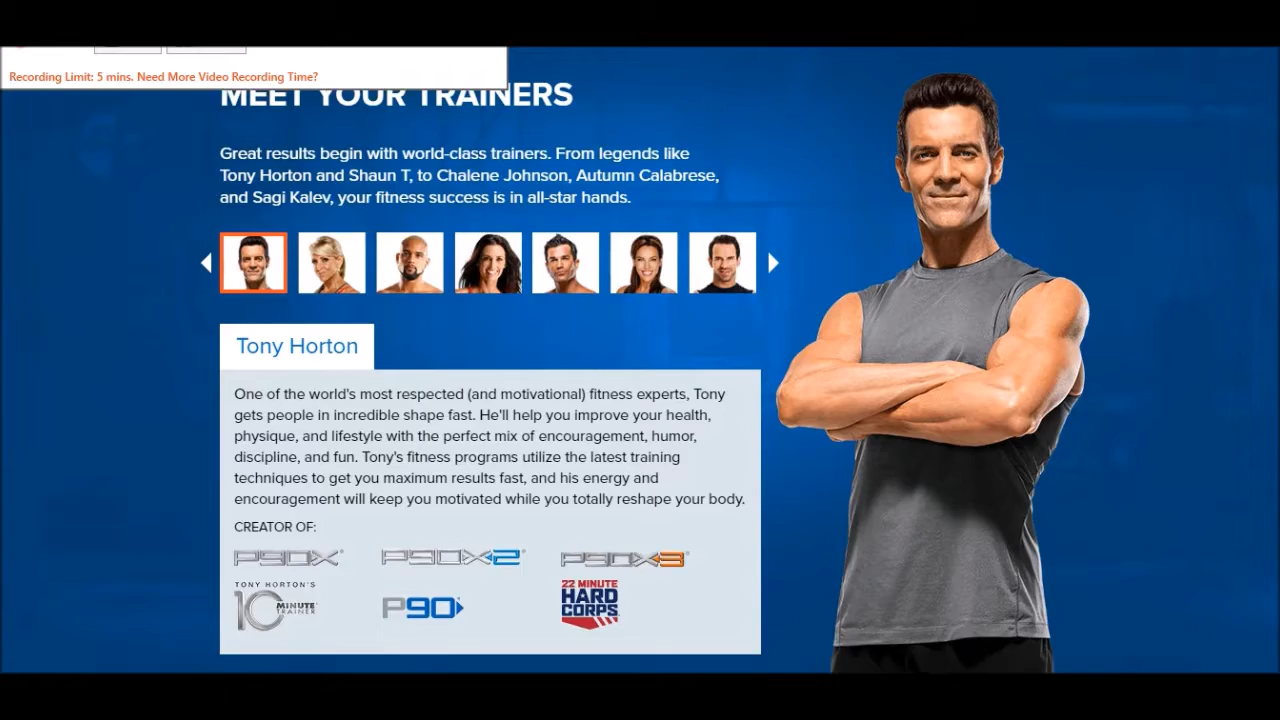 Recording Limit: 5 mins. Need More Video Recording Time?
MEET YOUR TRAINERS
Great results begin with world-class trainers. From legends like
Tony Horton and Shaun T, to Chalene Johnson, Autumn Calabrese,
and Sagi Kalev, your fitness success is in all-star hands.
Tony Horton
One of the world's most respected (and motivational) fitness experts, Tony
gets people in incredible shape fast. He'll help you improve your health,
physique, and lifestyle with the perfect mix of encouragement, humor,
discipline, and fun. Tony's fitness programs utilize the latest training
techniques to get you maximum results fast, and his energy and
encouragement will keep you motivated while you totally reshape your body.
CREATOR OF:
P90X® P90X2® P90X3®
TONY HORTON'S
10 MINUTE TRAINER
P90
22 MINUTE
HARD
CORPS